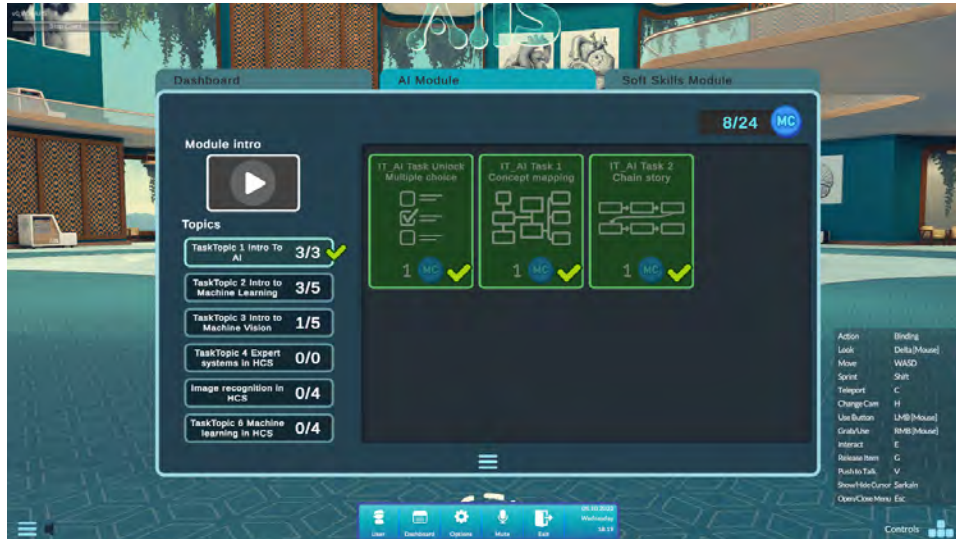 Dashboard
AI Module
Soft Skills Module
8/24 MC
Module intro
Topics
TaskTopic 1 Intro To
AI
3/3
TaskTopic 2 Intro to
Machine Learning
3/5
TaskTopic 3 Intro to
Machine Vision
1/5
TaskTopic 4 Expert
systems in HCS
0/0
Image recognition in
HCS
0/4
TaskTopic 6 Machine
learning in HCS
0/4
IT_AI Task Unlock
Multiple choice
1 MC
IT_AI Task 1
Concept mapping
1 MC
IT_AI Task 2
Chain story
1 MC
Action Binding
Look Delta [Mouse]
Move WASD
Sprint Shift
Teleport C
Change Cam H
Use Button LMB [Mouse]
Grab/Use RMB [Mouse]
Interact E
Release Item G
Push to Talk V
Show/Hide Cursor Sarkain
Open/Close Menu Esc
Controls
User
Dashboard
Options
Mute
Exit
Wednesday